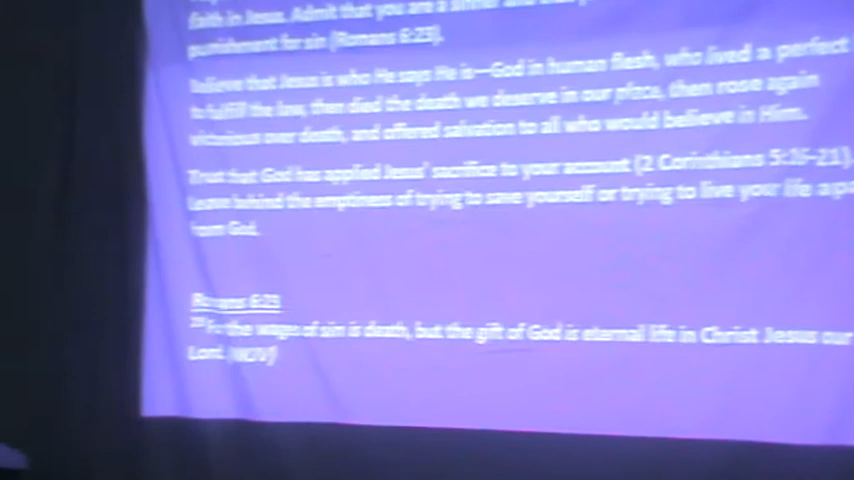 faith in Jesus. Admit that you are a sinner and
punishment for sin (Romans 6:23).
Believe that Jesus is who He says He is—God in human flesh, who lived a perfect
to fulfill the law, then died the death we deserve in our place, then rose again
victorious over death, and offered salvation to all who would believe in Him.
Trust that God has applied Jesus' sacrifice to your account (2 Corinthians 5:15-21).
Leave behind the emptiness of trying to save yourself or trying to live your life
from God.
Romans 6:23
For the wages of sin is death, but the gift of God is eternal life in Christ Jesus our
Lord.